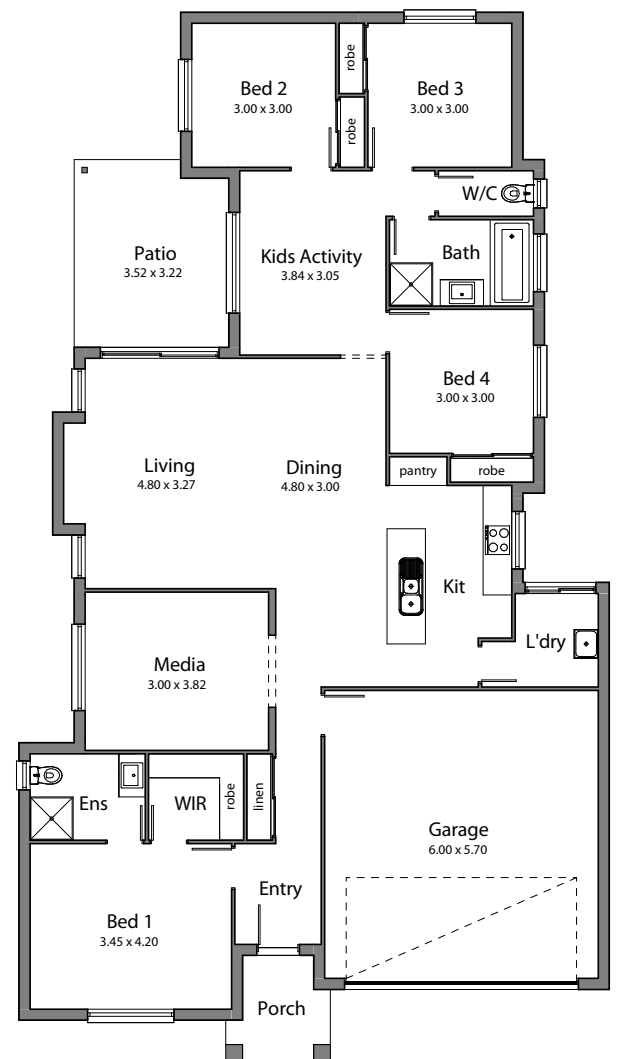 Bed 2
3.00 x 3.00
robe
robe
Bed 3
3.00 x 3.00
W/C
Patio
3.52 x 3.22
Kids Activity
3.84 x 3.05
Bath
Bed 4
3.00 x 3.00
Living
4.80 x 3.27
Dining
4.80 x 3.00
pantry
robe
Kit
L'dry
Media
3.00 x 3.82
Ens
WIR
robe
linen
Garage
6.00 x 5.70
Entry
Bed 1
3.45 x 4.20
Porch